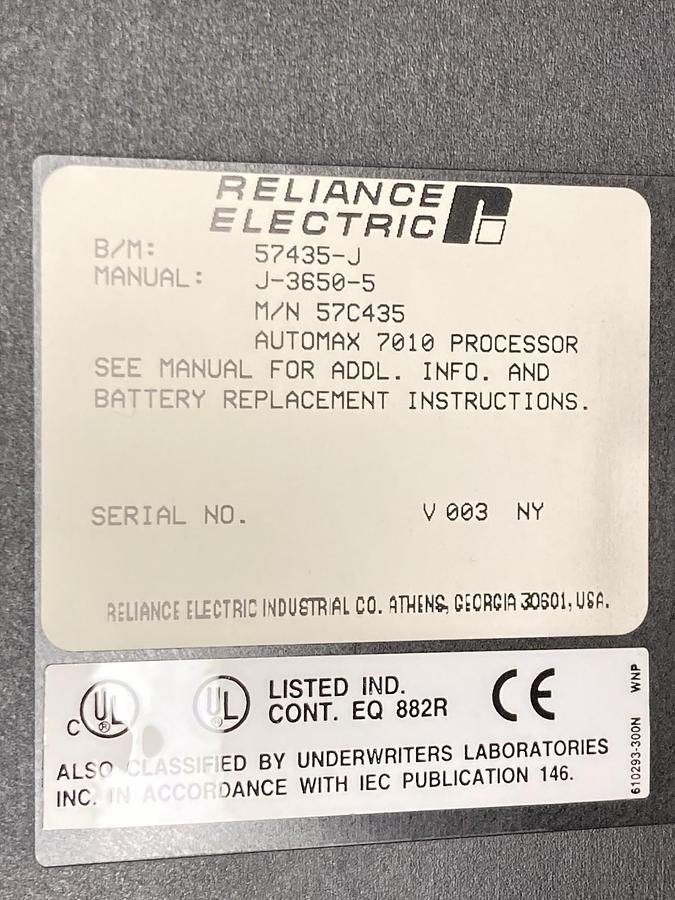 RELIANCE
ELECTRIC
B/M: 57435-J
MANUAL: J-3650-5
M/N 57C435
AUTOMAX 7010 PROCESSOR
SEE MANUAL FOR ADDL. INFO. AND
BATTERY REPLACEMENT INSTRUCTIONS.
SERIAL NO. V 003 NY
RELIANCE ELECTRIC INDUSTRIAL CO. ATHENS, GEORGIA 30601, USA.
C UL ® UL ® LISTED IND.
CONT. EQ 882R
CE
ALSO CLASSIFIED BY UNDERWRITERS LABORATORIES
INC. IN ACCORDANCE WITH IEC PUBLICATION 146.
610293-300N WNP